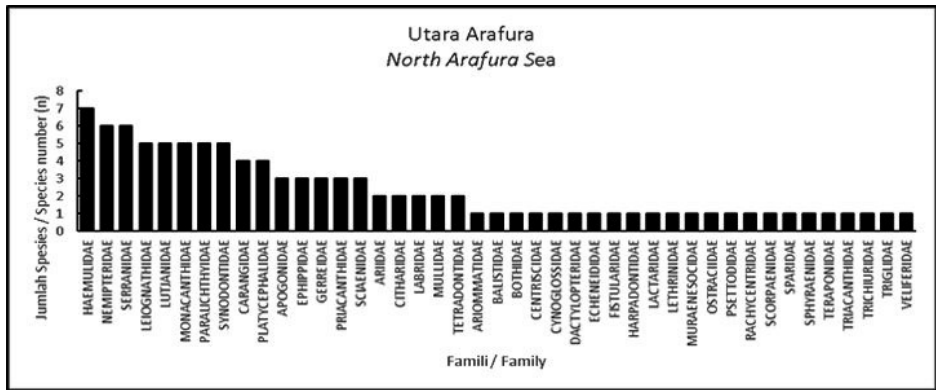 Utara Arafura
North Arafura Sea
Jumlah Spesies / Species number (n)
8
7
6
5
4
3
2
1
0
HAEMULIDAE
NEMIPTERIDAE
SERRANIDAE
LEIOGNATHIDAE
LUTJANIDAE
MONACANTHIDAE
PARALICHTHYIDAE
SYNODONTIDAE
CARANGIDAE
PLATYCEPHALIDAE
APOGONIDAE
EPHIPPIDAE
GERREIDAE
PRIACANTHIDAE
SCIAENIDAE
ARIIDAE
CITHARIDAE
LABRIDAE
MULLIDAE
TETRADONTIDAE
ARIOMMATIDAE
BALISTIDAE
BOTHIDAE
CENTRISCIDAE
CYNOGLOSSIDAE
DACTYLOPTERIDAE
ECHENEIDIDAE
FISTULARIDAE
HARPADONTIDAE
LACTARIDAE
LETHRINIDAE
MURAENESOCIDAE
OSTRACIIDAE
PSETTODIDAE
RACHYCENTRIDAE
SCORPAENIDAE
SPARIDAE
SPHYRAENIDAE
TERAPONIDAE
TRIACANTHIDAE
TRICHIURIDAE
TRIGLIDAE
VELIFERIDAE
Famili / Family